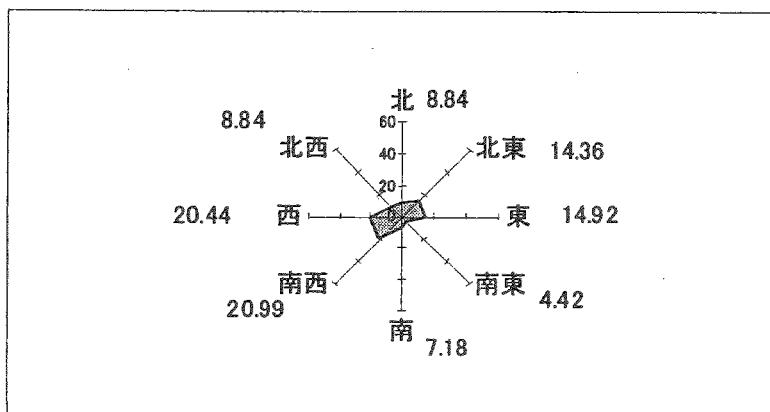 北 8.84
8.84
60
北西
北東 14.36
40
20
20.44 西
0
東 14.92
南西
南東 4.42
20.99
南
7.18